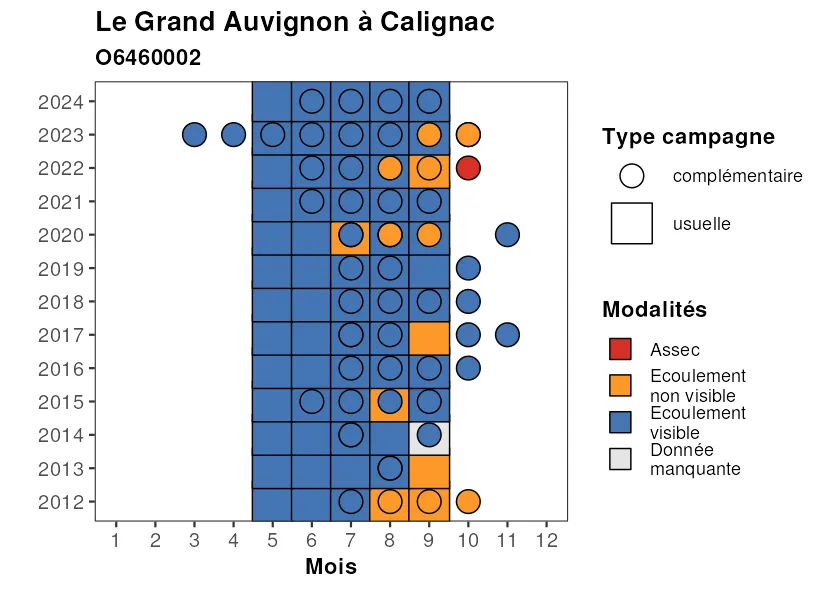 Le Grand Auvignon à Calignac
O6460002
2024
2023
2022
2021
2020
2019
2018
2017
2016
2015
2014
2013
2012
1 2 3 4 5 6 7 8 9 10 11 12
Mois
Type campagne
complémentaire
usuelle
Modalités
Assec
Ecoulement
non visible
Ecoulement
visible
Donnée
manquante